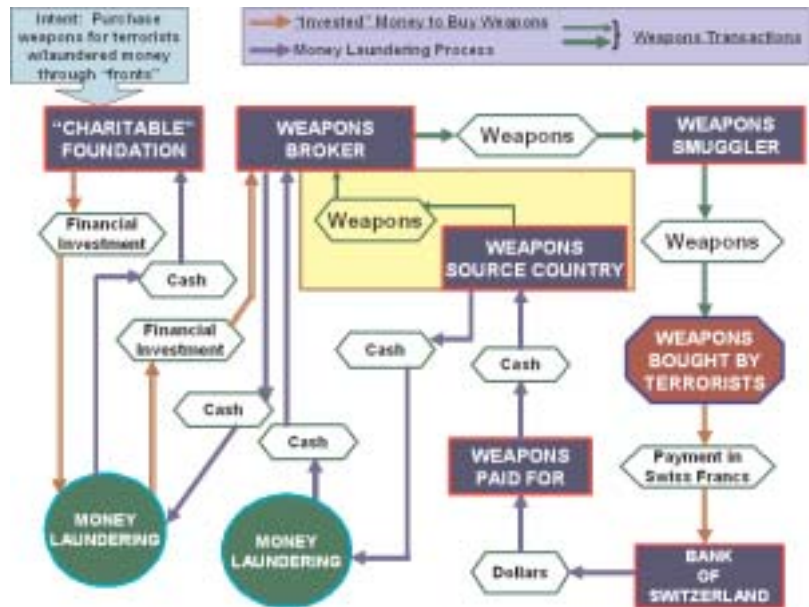 Intent: Purchase
weapons for terrorists
w/laundered money
through "fronts"
"Invested" Money to Buy Weapons
Money Laundering Process
Weapons Transactions
"CHARITABLE"
FOUNDATION
WEAPONS
BROKER
Weapons
WEAPONS
SMUGGLER
Financial
Investment
Weapons
WEAPONS
SOURCE COUNTRY
Weapons
Cash
Financial
Investment
Cash
Cash
WEAPONS
BOUGHT BY
TERRORISTS
Cash
Cash
WEAPONS
PAID FOR
Payment in
Swiss Francs
MONEY
LAUNDERING
MONEY
LAUNDERING
Dollars
BANK
OF
SWITZERLAND